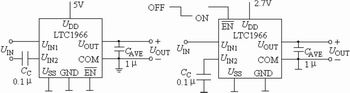 5V
U_DD
LTC1966
U_IN
U_IN1
U_OUT
U_IN2
COM
C_C
0.1μ
U_SS GND EN̅
C_AVE
1μ
+
U_OUT
−
OFF
ON
2.7V
EN̅
U_DD
LTC1966
U_IN
U_IN1
U_OUT
U_IN2
COM
C_C
0.1μ
U_SS GND
C_AVE
1μ
+
U_OUT
−